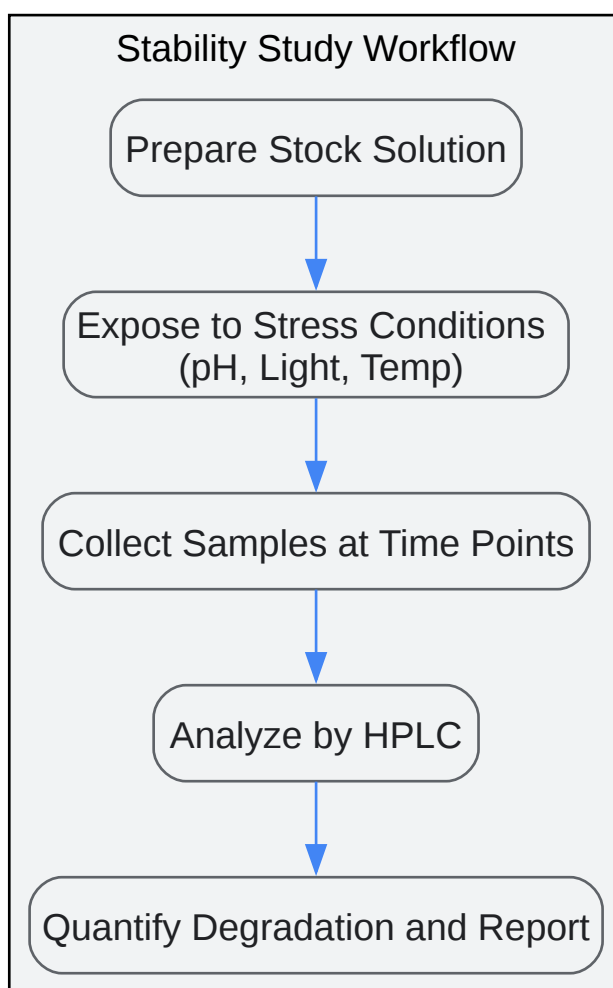 Stability Study Workflow
Prepare Stock Solution
Expose to Stress Conditions
(pH, Light, Temp)
Collect Samples at Time Points
Analyze by HPLC
Quantify Degradation and Report